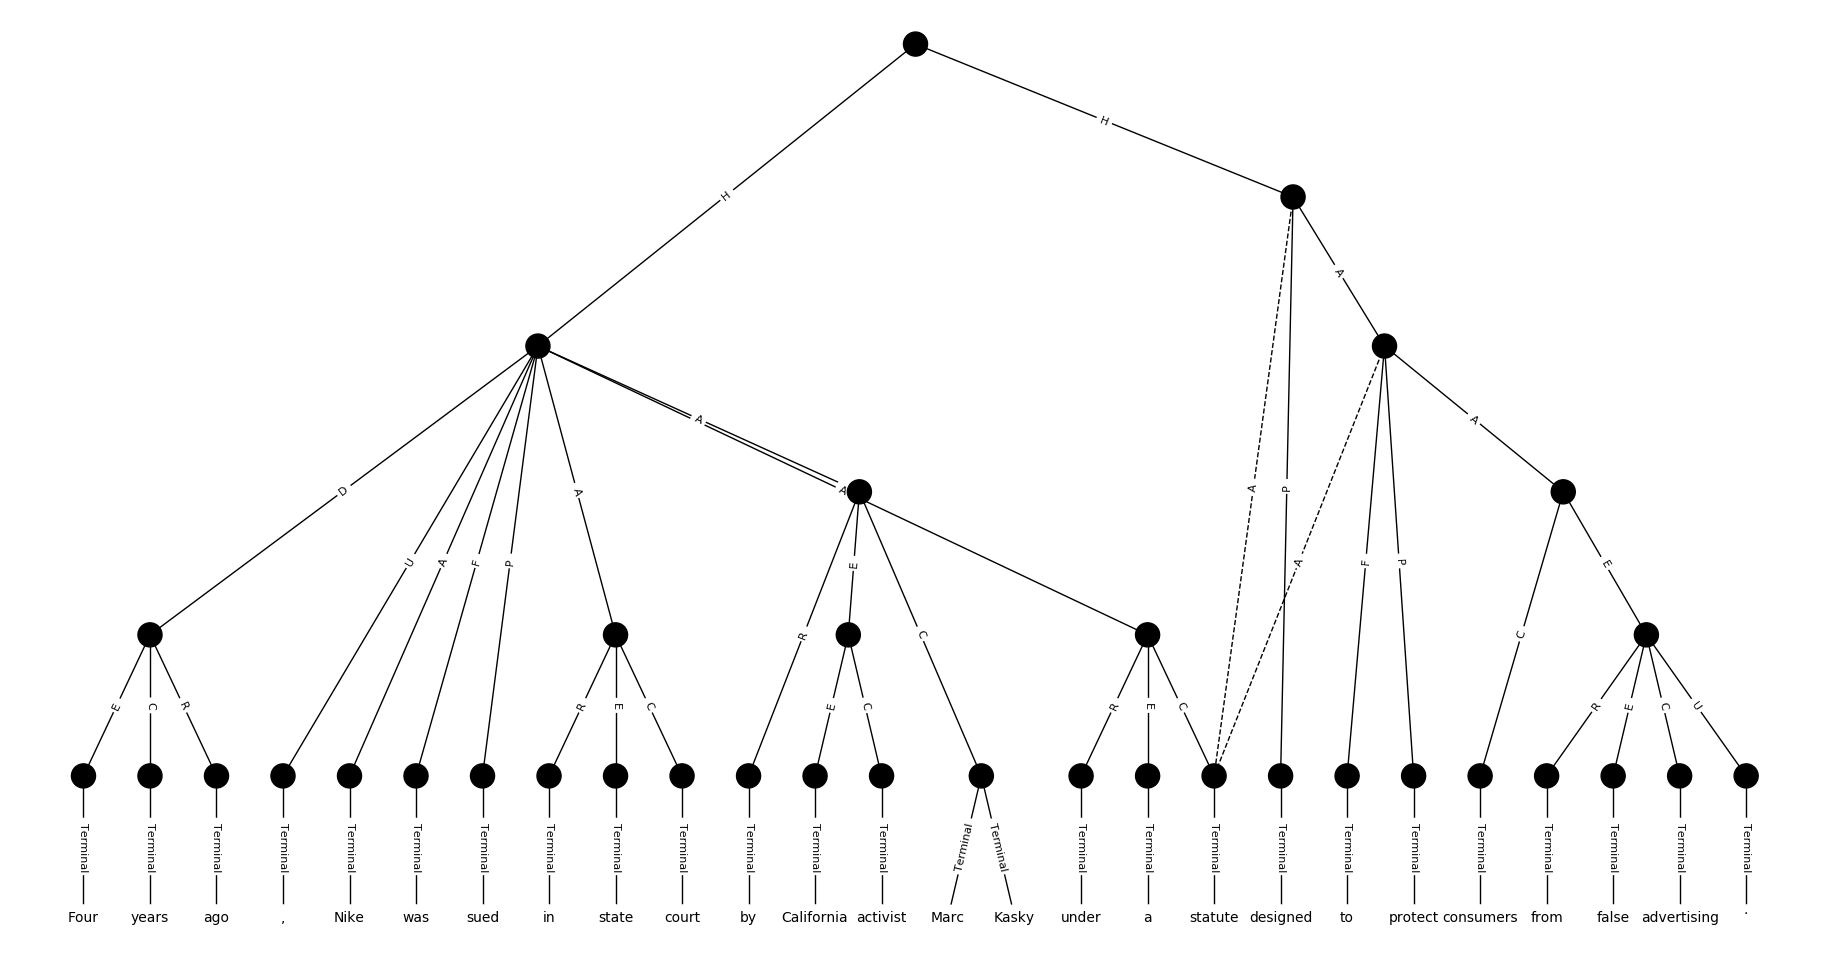 H
H
A
D
U
A
F
P
A
A
A
A
P
A
F
P
A
R
E
C
C
E
E
C
R
R
E
C
E
C
R
E
C
R
E
C
U
Terminal Terminal Terminal Terminal Terminal Terminal Terminal Terminal Terminal Terminal Terminal Terminal Terminal Terminal Terminal Terminal Terminal Terminal Terminal Terminal Terminal Terminal Terminal Terminal Terminal Terminal
Four years ago , Nike was sued in state court by California activist Marc Kasky under a statute designed to protect consumers from false advertising .